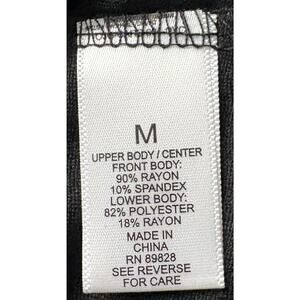 M
UPPER BODY / CENTER
FRONT BODY:
90% RAYON
10% SPANDEX
LOWER BODY:
82% POLYESTER
18% RAYON
MADE IN
CHINA
RN 89828
SEE REVERSE
FOR CARE